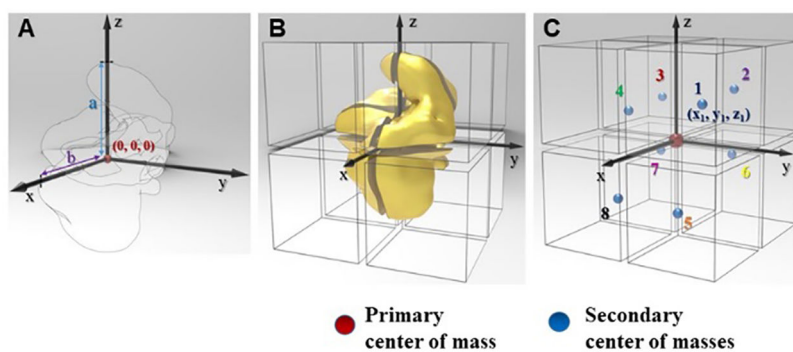 A
z
a
(0, 0, 0)
b
x
y
B
z
x
y
C
z
3
2
4
1
(x₁, y₁, z₁)
x
7
6
y
8
5
Primary
center of mass
Secondary
center of masses